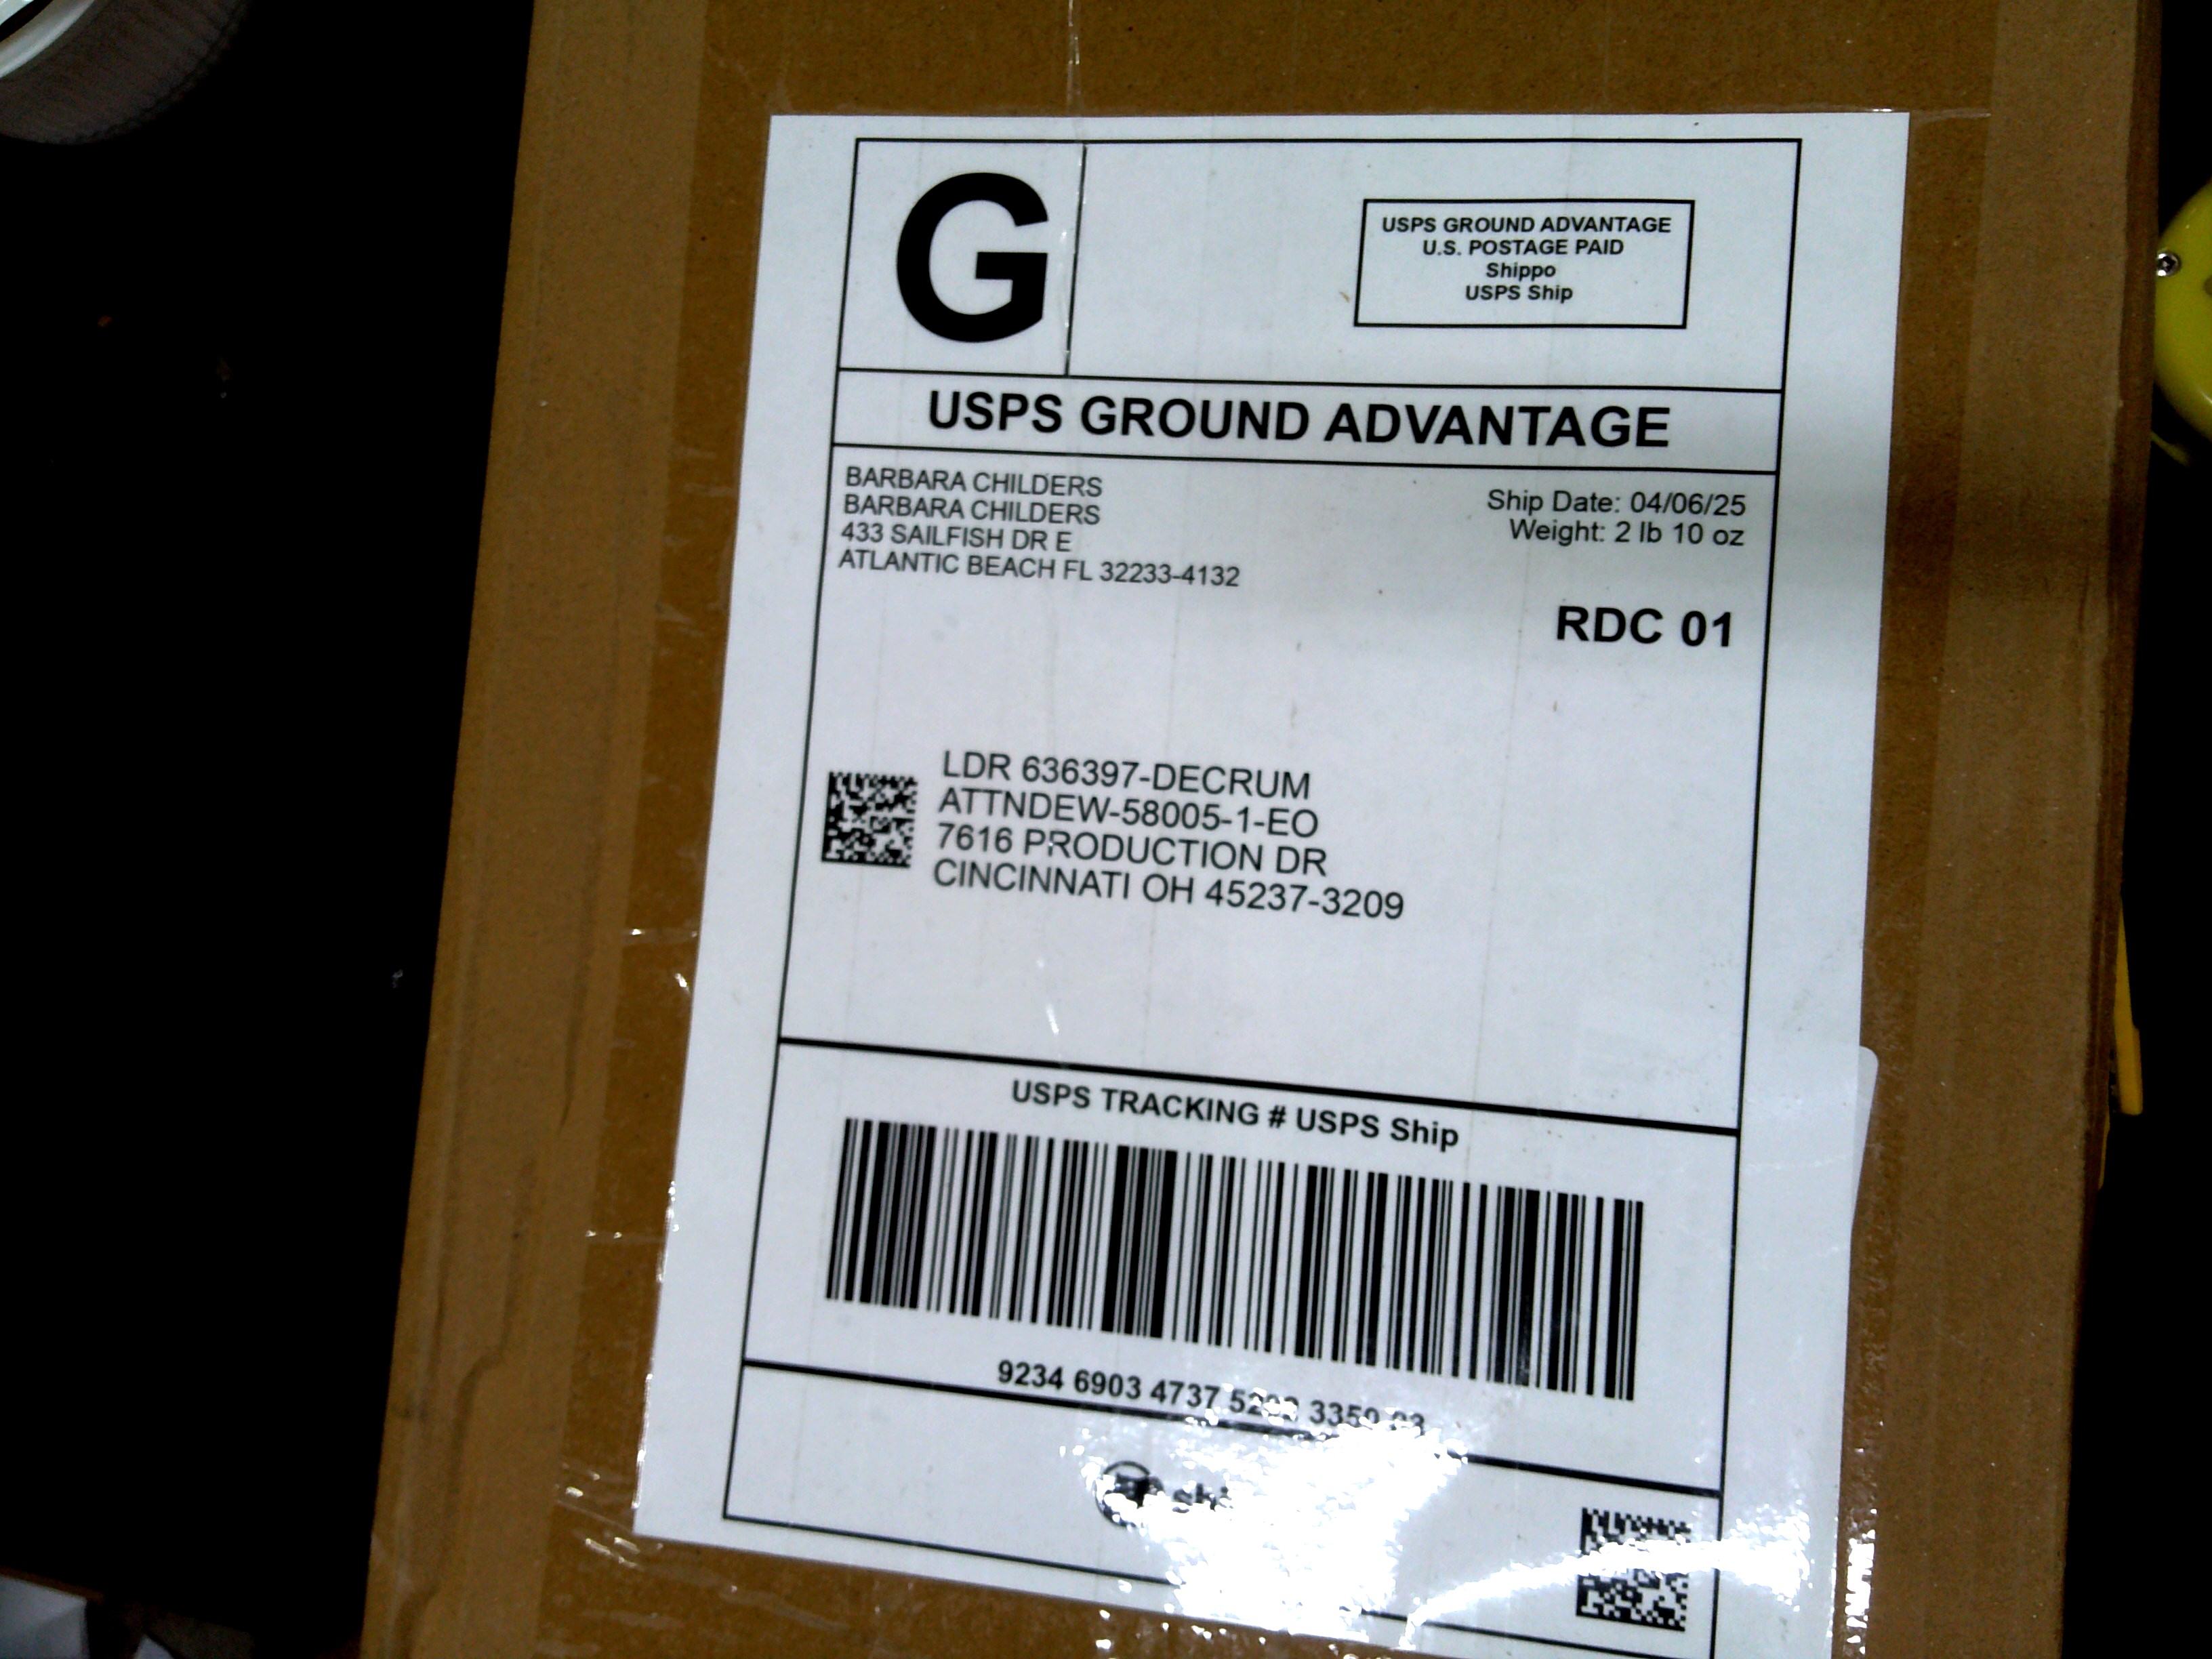 G
USPS GROUND ADVANTAGE
U.S. POSTAGE PAID
Shippo
USPS Ship
USPS GROUND ADVANTAGE
BARBARA CHILDERS
BARBARA CHILDERS
433 SAILFISH DR E
ATLANTIC BEACH FL 32233-4132
Ship Date: 04/06/25
Weight: 2 lb 10 oz
RDC 01
LDR 636397-DECRUM
ATTNDEW-58005-1-EO
7616 PRODUCTION DR
CINCINNATI OH 45237-3209
USPS TRACKING # USPS Ship
9234 6903 4737